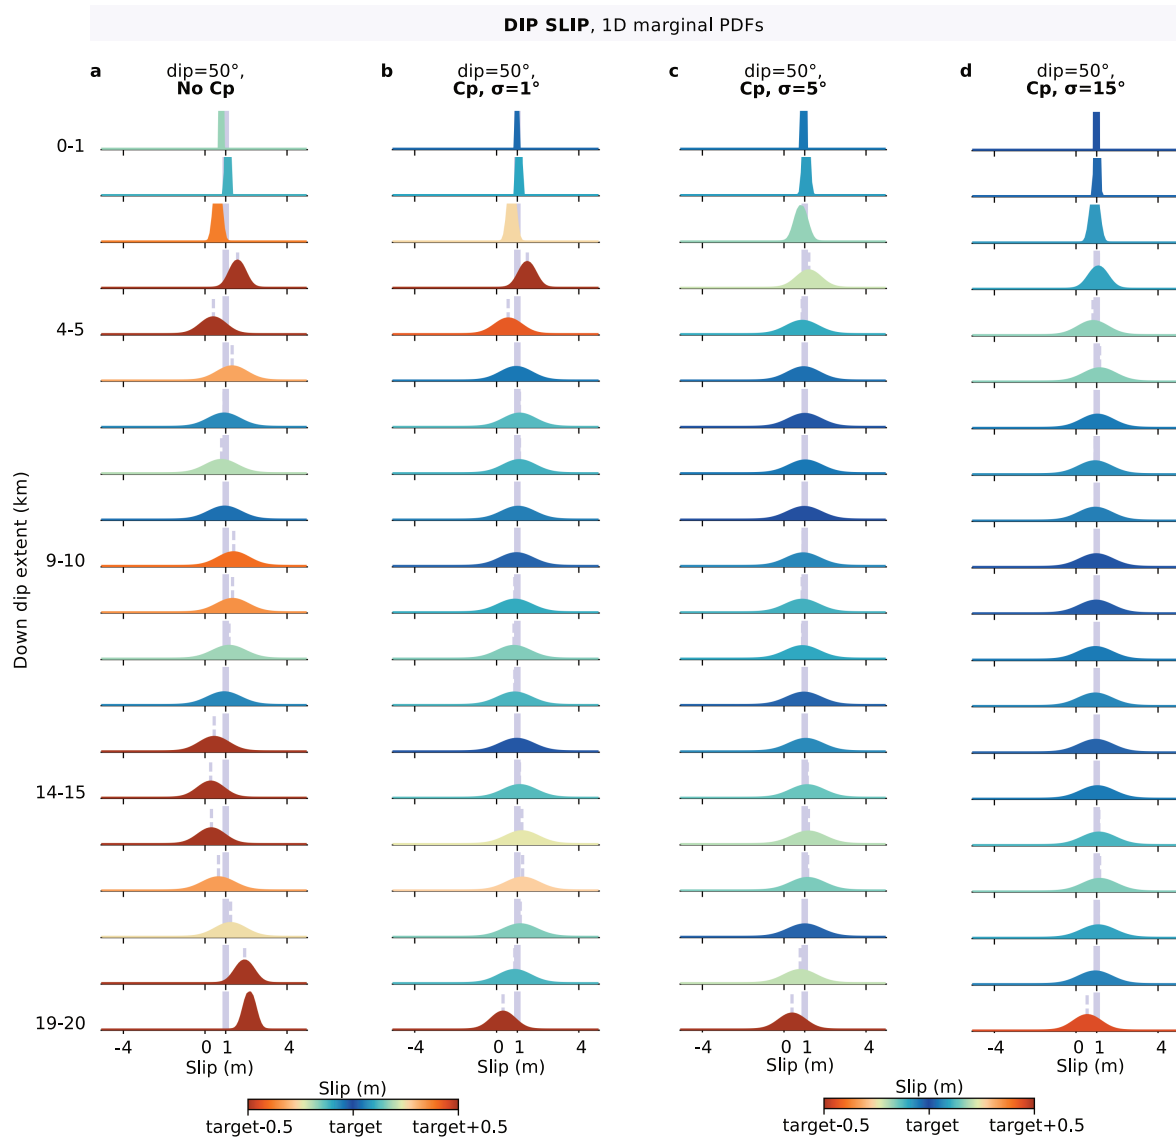 DIP SLIP, 1D marginal PDFs
a
dip=50°,
No Cp
b
dip=50°,
Cp, σ=1°
c
dip=50°,
Cp, σ=5°
d
dip=50°,
Cp, σ=15°
Down dip extent (km)
0-1
4-5
9-10
14-15
19-20
-4 0 1 4
Slip (m)
-4 0 1 4
Slip (m)
-4 0 1 4
Slip (m)
-4 0 1 4
Slip (m)
Slip (m)
target-0.5 target target+0.5
Slip (m)
target-0.5 target target+0.5